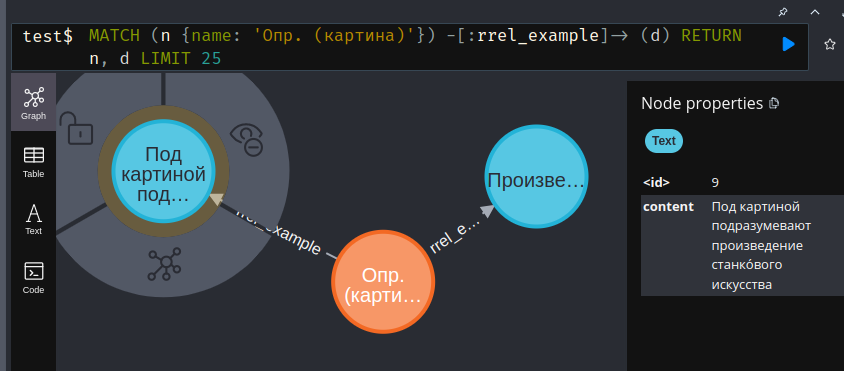 test$ MATCH (n {name: 'Опр. (картина)'}) -[:rrel_example]-> (d) RETURN
n, d LIMIT 25
Graph
Table
Text
Code
Под
картиной
под…
rrel_example
Опр.
(карти…
rrel_e…
Произве…
Node properties
Text
<id> 9
content Под картиной
подразумевают
произведение
станко́вого
искусства